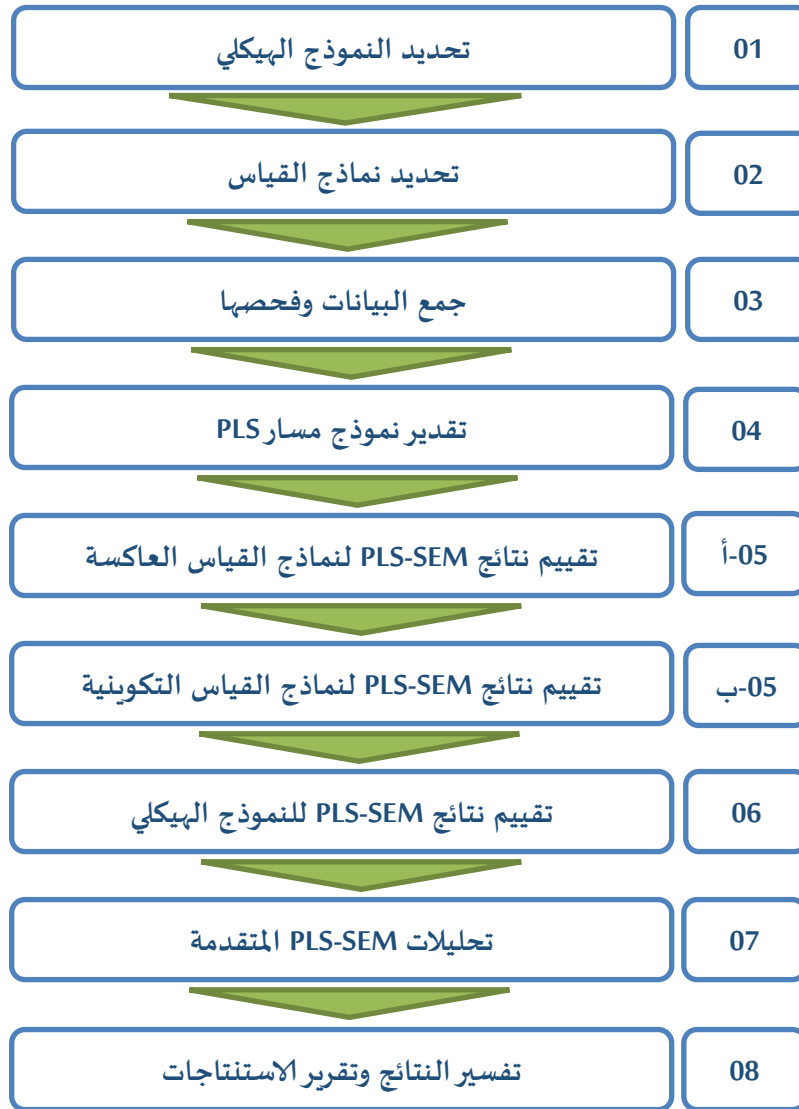 01 تحديد النموذج الهيكلي
02 تحديد نماذج القياس
03 جمع البيانات وفحصها
04 تقدير نموذج مسار PLS
05-أ تقييم نتائج PLS-SEM لنماذج القياس العاكسة
05-ب تقييم نتائج PLS-SEM لنماذج القياس التكوينية
06 تقييم نتائج PLS-SEM للنموذج الهيكلي
07 تحليلات PLS-SEM المتقدمة
08 تفسير النتائج وتقرير الاستنتاجات